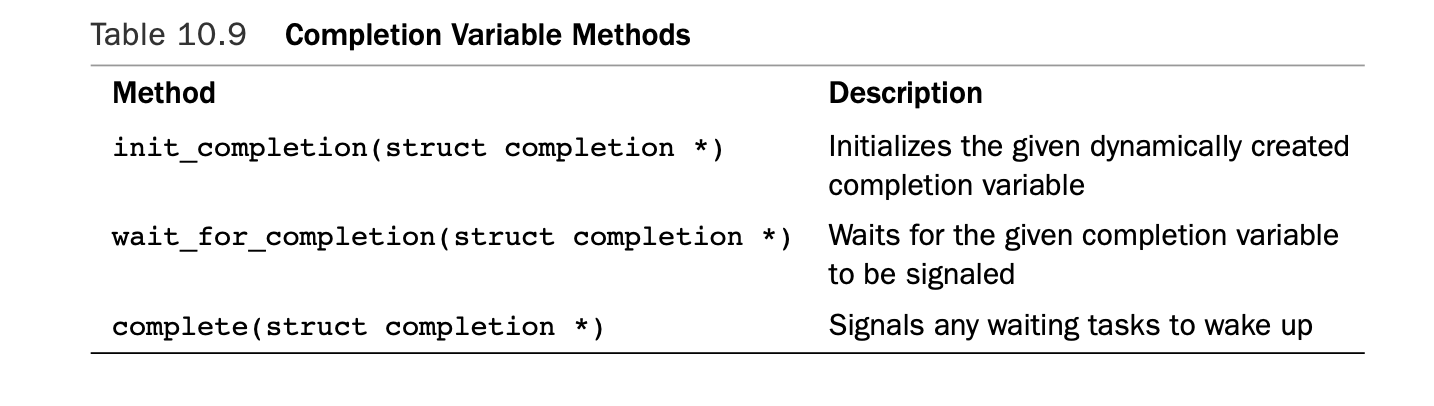 Table 10.9 Completion Variable Methods
Method Description
init_completion(struct completion *) Initializes the given dynamically created
completion variable
wait_for_completion(struct completion *) Waits for the given completion variable
to be signaled
complete(struct completion *) Signals any waiting tasks to wake up